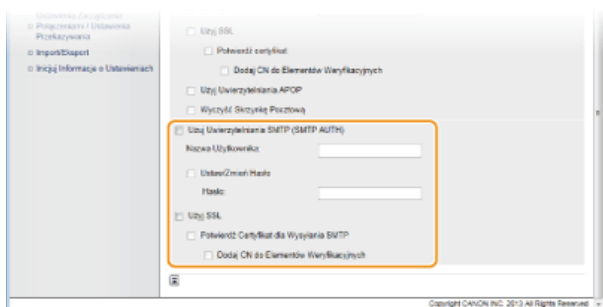 Ustawienia Zarządzania
Połączeniami i Ustawienia
Przekazywania
Import/Eksport
Inicjuj Informacje o Ustawieniach
Użyj SSL
Potwierdź certyfikat
Dodaj CN do Elementów Weryfikacyjnych
Użyj Uwierzytelniania APOP
Wyczyść Skrzynkę Pocztową
Użyj Uwierzytelniania SMTP (SMTP AUTH)
Nazwa Użytkownika:
Ustaw/Zmień Hasło
Hasło:
Użyj SSL
Potwierdź Certyfikat dla Wysyłania SMTP
Dodaj CN do Elementów Weryfikacyjnych
Copyright CANON INC. 2013 All Rights Reserved